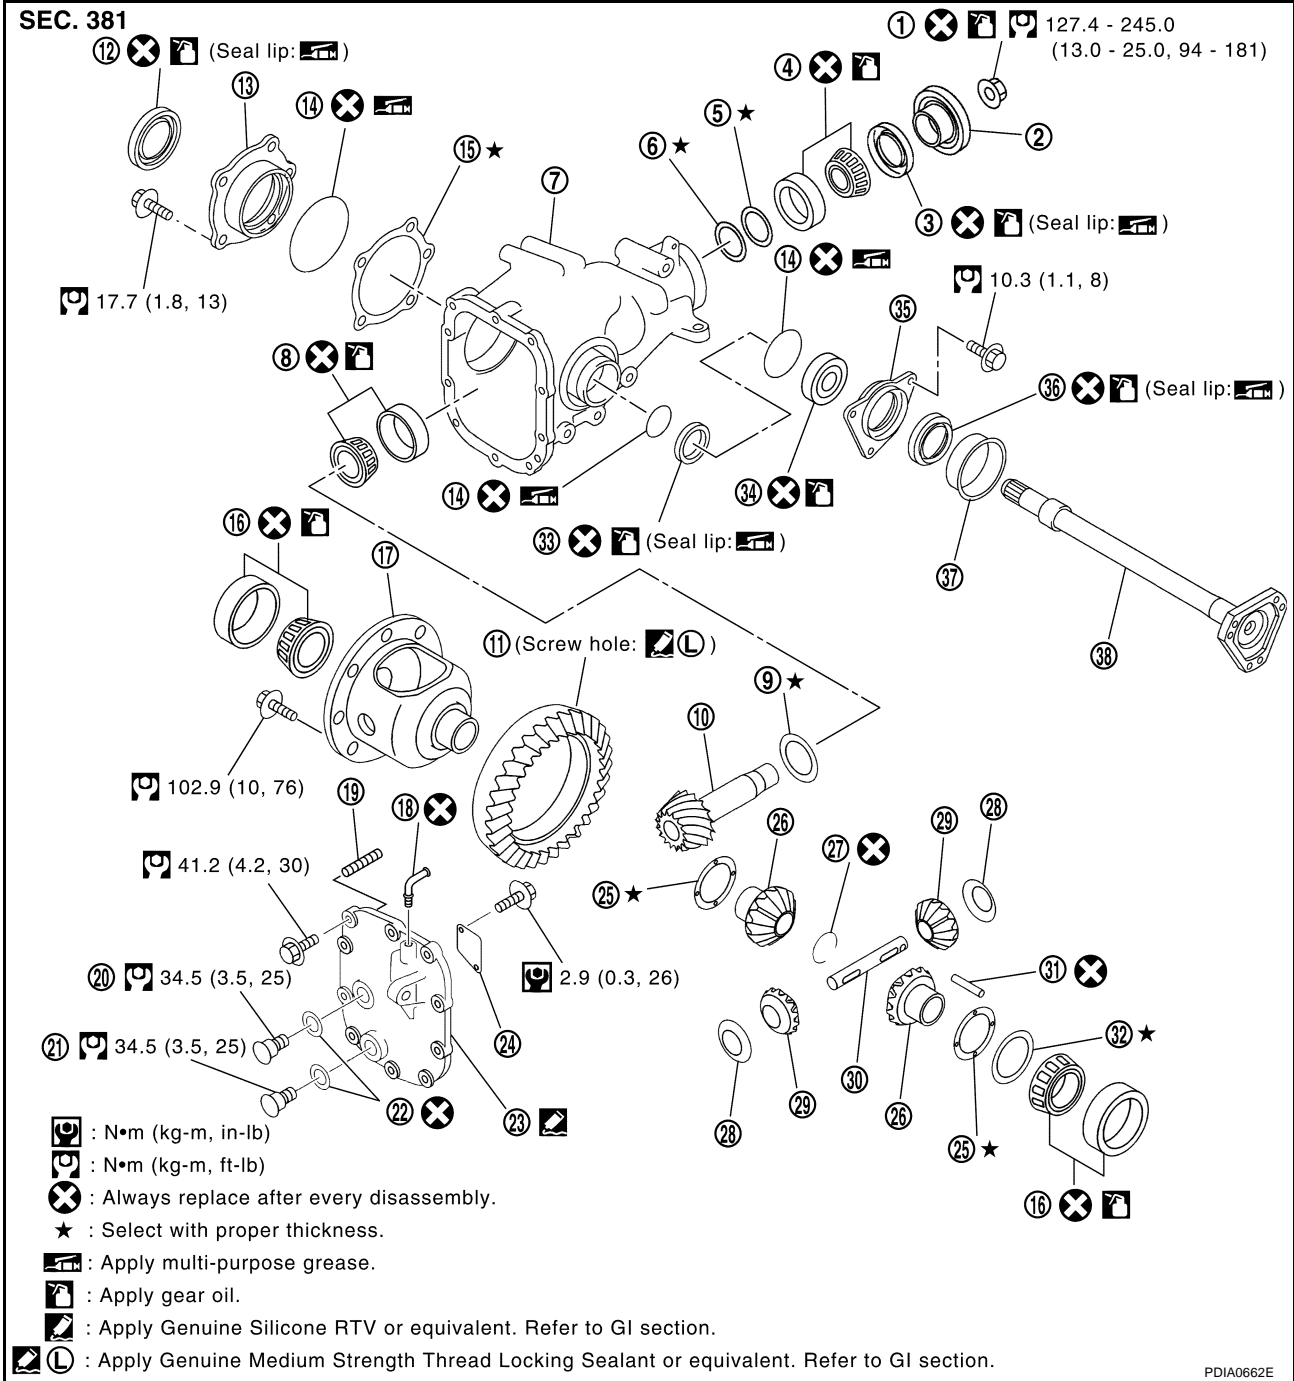 SEC. 381
① 127.4 - 245.0
(13.0 - 25.0, 94 - 181)
⑫ (Seal lip: )
⑬
④
⑭
⑤ ★
②
⑥ ★
⑮ ★
⑦
③ (Seal lip: )
⑭
17.7 (1.8, 13)
10.3 (1.1, 8)
㉟
⑧
㊱ (Seal lip: )
⑭
㉞
⑯
㉝ (Seal lip: )
⑰
㊲
⑪ (Screw hole: Ⓛ )
㊳
⑨ ★
⑩
102.9 (10, 76)
⑲
⑱
㉖
㉘
㉙
㉗
41.2 (4.2, 30)
㉕ ★
⑳ 34.5 (3.5, 25)
2.9 (0.3, 26)
㉛
㉑ 34.5 (3.5, 25)
㉔
㉜ ★
㉚
㉙
㉖
㉒
㉓
㉘
㉕ ★
⑯
: N•m (kg-m, in-lb)
: N•m (kg-m, ft-lb)
: Always replace after every disassembly.
★ : Select with proper thickness.
: Apply multi-purpose grease.
: Apply gear oil.
: Apply Genuine Silicone RTV or equivalent. Refer to GI section.
Ⓛ : Apply Genuine Medium Strength Thread Locking Sealant or equivalent. Refer to GI section.
PDIA0662E